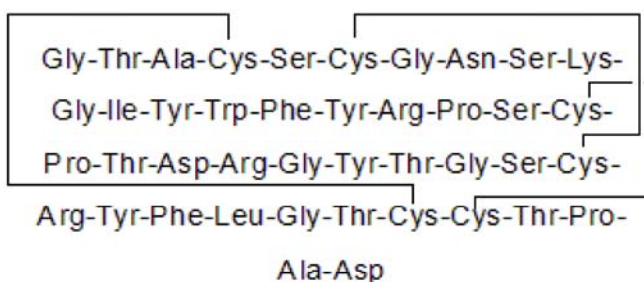 Gly-Thr-Ala-Cys-Ser-Cys-Gly-Asn-Ser-Lys-
Gly-Ile-Tyr-Trp-Phe-Tyr-Arg-Pro-Ser-Cys-
Pro-Thr-Asp-Arg-Gly-Tyr-Thr-Gly-Ser-Cys-
Arg-Tyr-Phe-Leu-Gly-Thr-Cys-Cys-Thr-Pro-
Ala-Asp